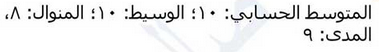 المتوسط الحسابي: ١٠؛ الوسيط: ١٠؛ المنوال: ٨،
المدى: ٩